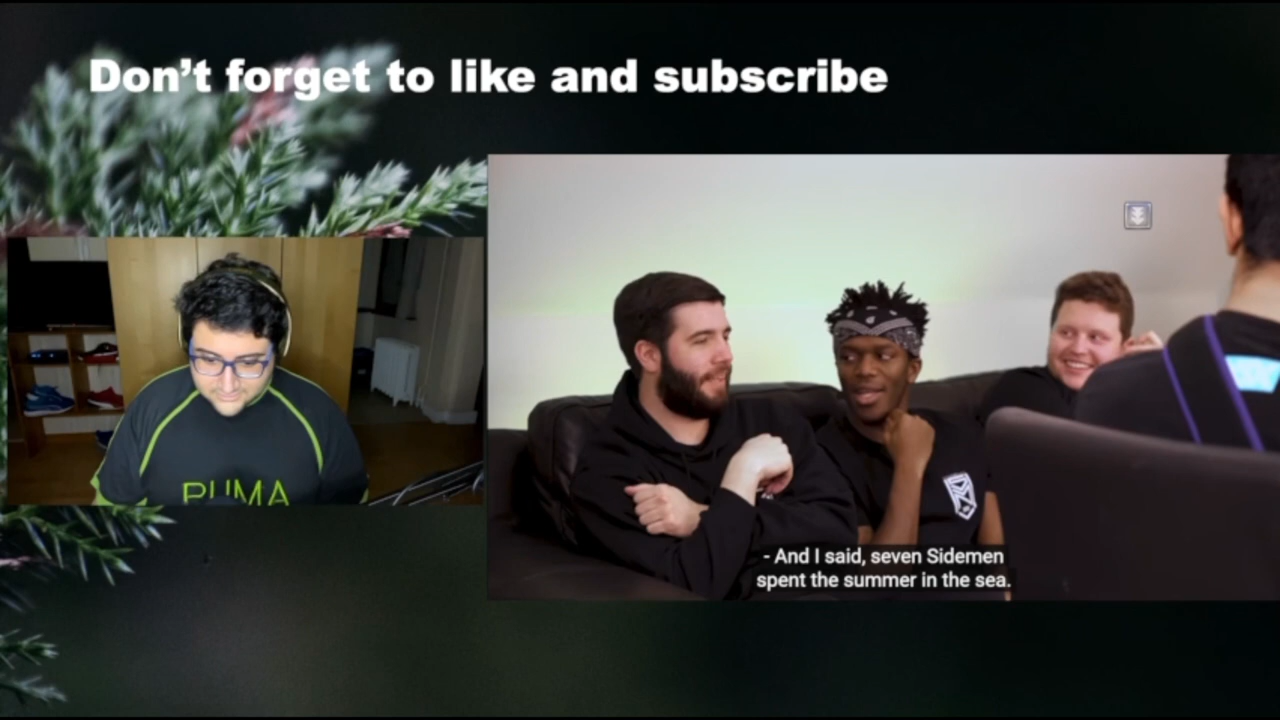 Don't forget to like and subscribe
PUMA
- And I said, seven Sidemen
spent the summer in the sea.